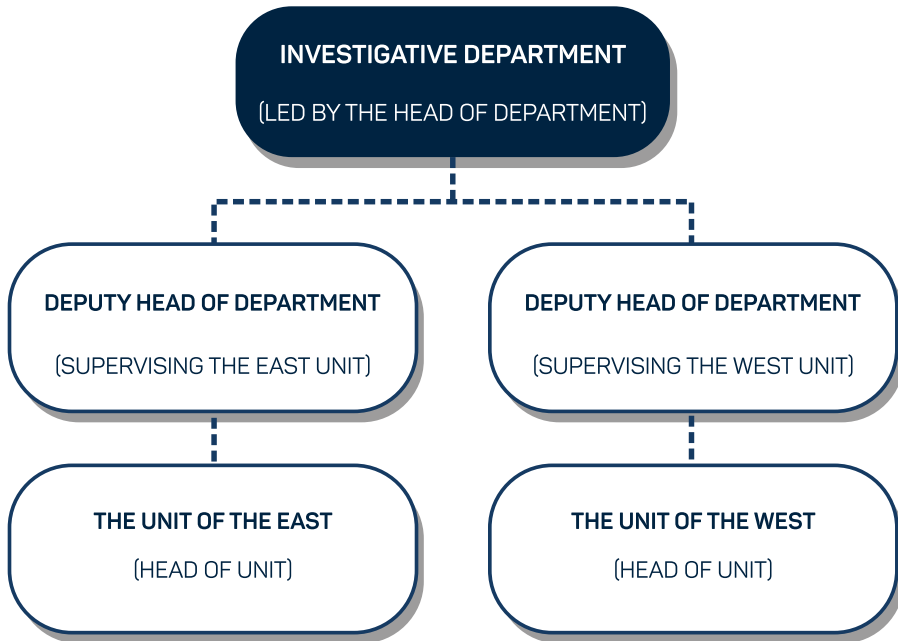 INVESTIGATIVE DEPARTMENT
(LED BY THE HEAD OF DEPARTMENT)
DEPUTY HEAD OF DEPARTMENT
(SUPERVISING THE EAST UNIT)
DEPUTY HEAD OF DEPARTMENT
(SUPERVISING THE WEST UNIT)
THE UNIT OF THE EAST
(HEAD OF UNIT)
THE UNIT OF THE WEST
(HEAD OF UNIT)